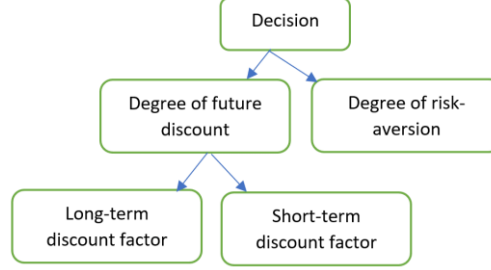 Decision
Degree of future
discount
Degree of risk-
aversion
Long-term
discount factor
Short-term
discount factor